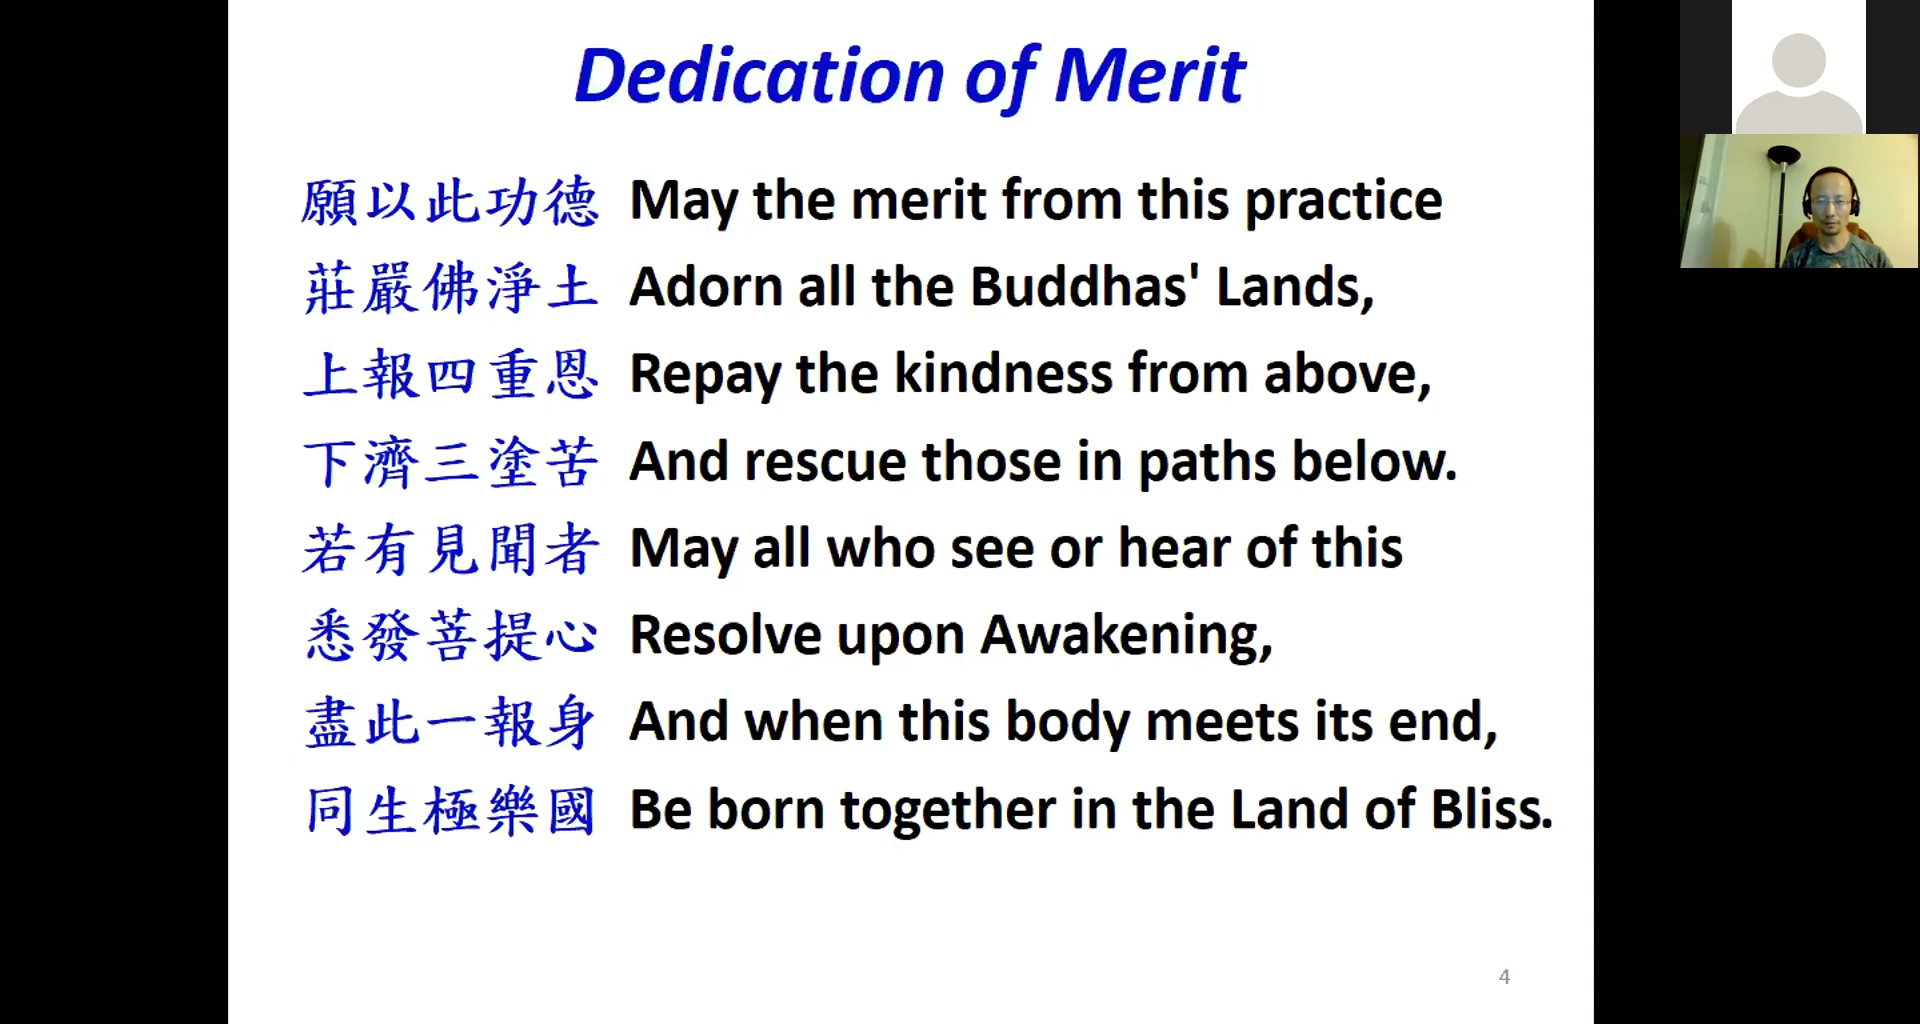 Dedication of Merit
願以此功德 May the merit from this practice
莊嚴佛淨土 Adorn all the Buddhas' Lands,
上報四重恩 Repay the kindness from above,
下濟三塗苦 And rescue those in paths below.
若有見聞者 May all who see or hear of this
悉發菩提心 Resolve upon Awakening,
盡此一報身 And when this body meets its end,
同生極樂國 Be born together in the Land of Bliss.
4